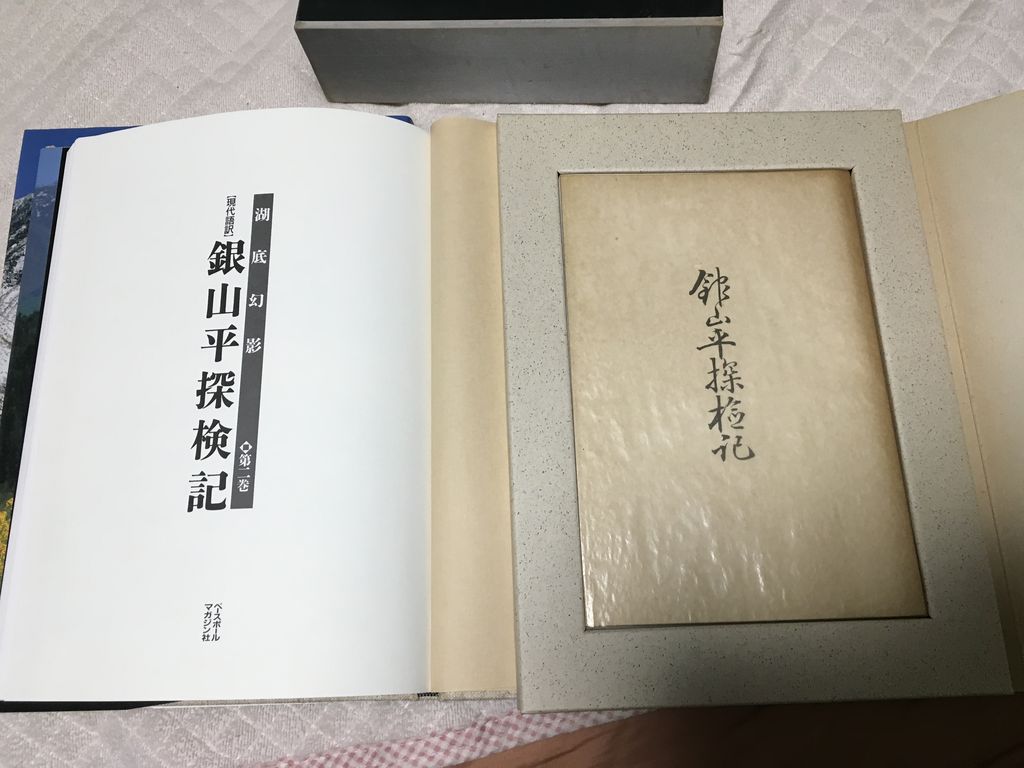 湖底幻影 第二巻
【現代語訳】
銀山平探検記
ベースボール
マガジン社
銀山平探検記